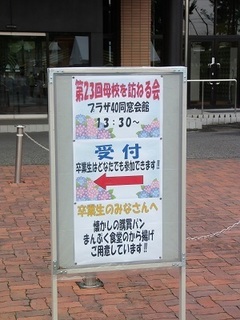 第23回母校を訪ねる会
プラザ40同窓会館
13:30～
受付
卒業生はどなたでも参加できます!!
卒業生のみなさんへ
懐かしの購買パン
まんぷく食堂のから揚げ
ご用意しています!!